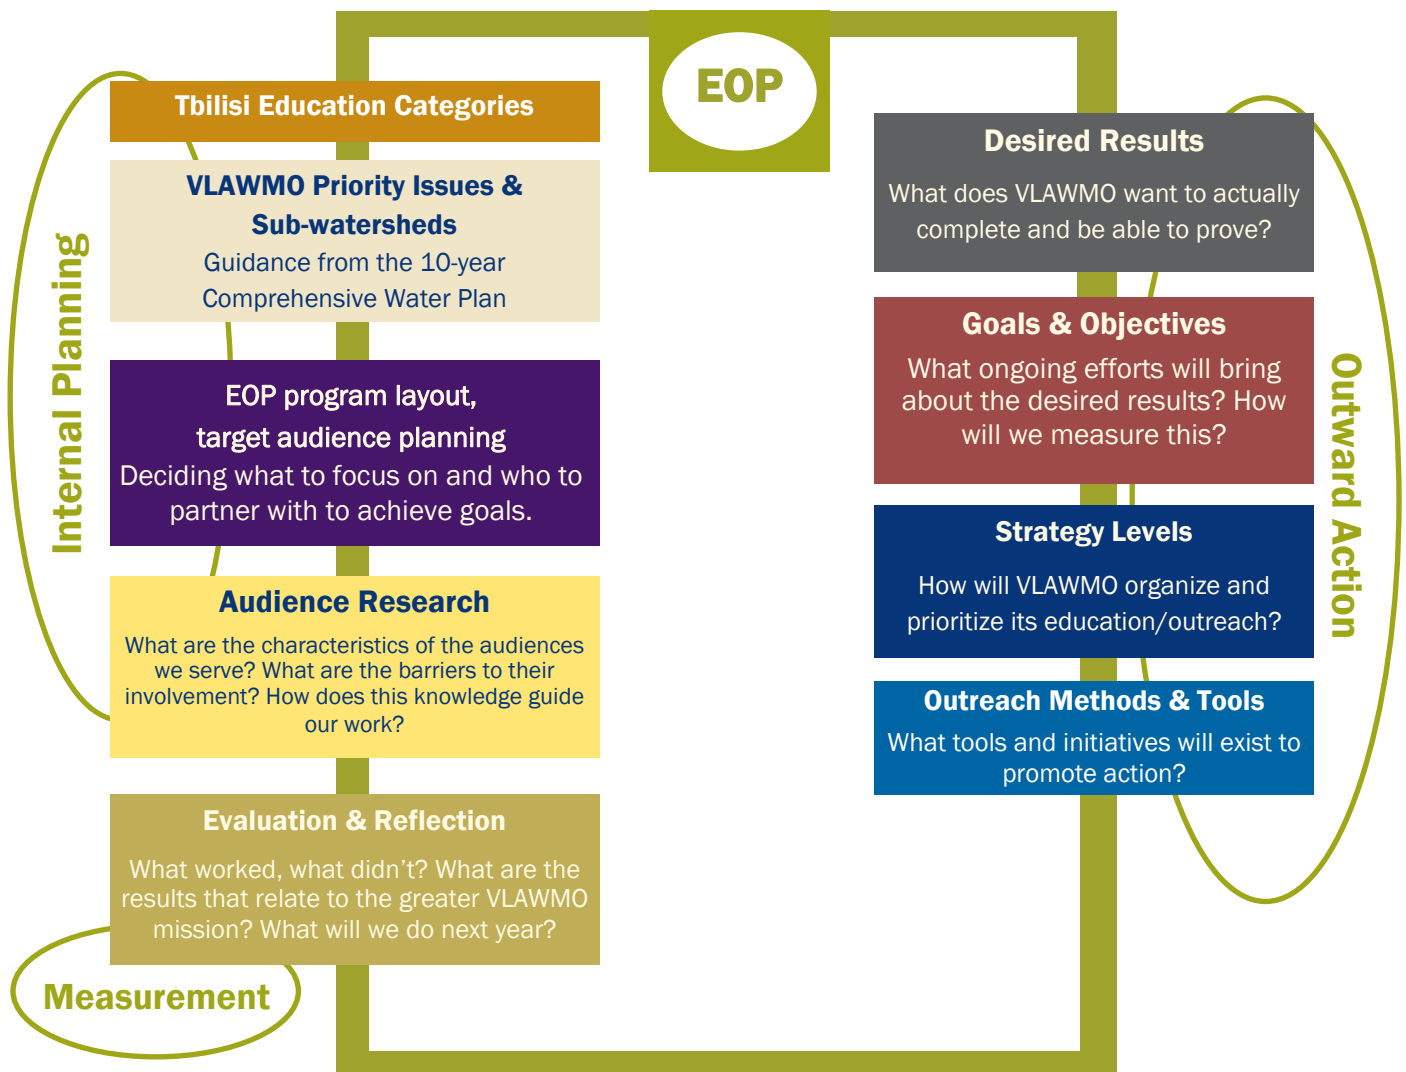 EOP
Internal Planning
Tbilisi Education Categories
VLAWMO Priority Issues &
Sub-watersheds
Guidance from the 10-year
Comprehensive Water Plan
EOP program layout,
target audience planning
Deciding what to focus on and who to
partner with to achieve goals.
Audience Research
What are the characteristics of the audiences
we serve? What are the barriers to their
involvement? How does this knowledge guide
our work?
Evaluation & Reflection
What worked, what didn’t? What are the
results that relate to the greater VLAWMO
mission? What will we do next year?
Measurement
Desired Results
What does VLAWMO want to actually
complete and be able to prove?
Goals & Objectives
What ongoing efforts will bring
about the desired results? How
will we measure this?
Strategy Levels
How will VLAWMO organize and
prioritize its education/outreach?
Outreach Methods & Tools
What tools and initiatives will exist to
promote action?
Outward Action